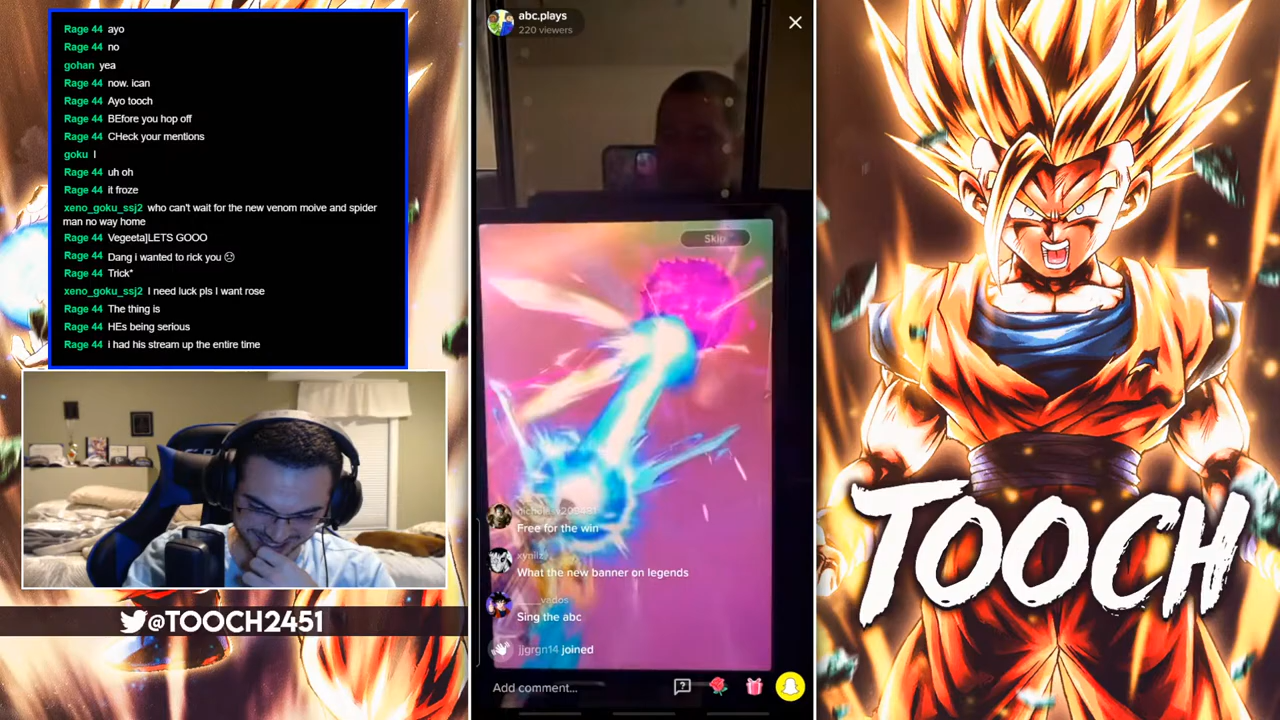 Rage 44 ayo
Rage 44 no
gohan yea
Rage 44 now. ican
Rage 44 Ayo tooch
Rage 44 BEfore you hop off
Rage 44 CHeck your mentions
goku I
Rage 44 uh oh
Rage 44 it froze
xeno_goku_ssj2 who can't wait for the new venom moive and spider
man no way home
Rage 44 Vegeeta]LETS GOOO
Rage 44 Dang i wanted to rick you ☹
Rage 44 Trick*
xeno_goku_ssj2 I need luck pls I want rose
Rage 44 The thing is
Rage 44 HEs being serious
Rage 44 i had his stream up the entire time
@TOOCH2451
abc.plays
220 viewers
Skip
Free for the win
What the new banner on legends
Sing the abc
jjgrgn14 joined
Add comment...
TOOCH